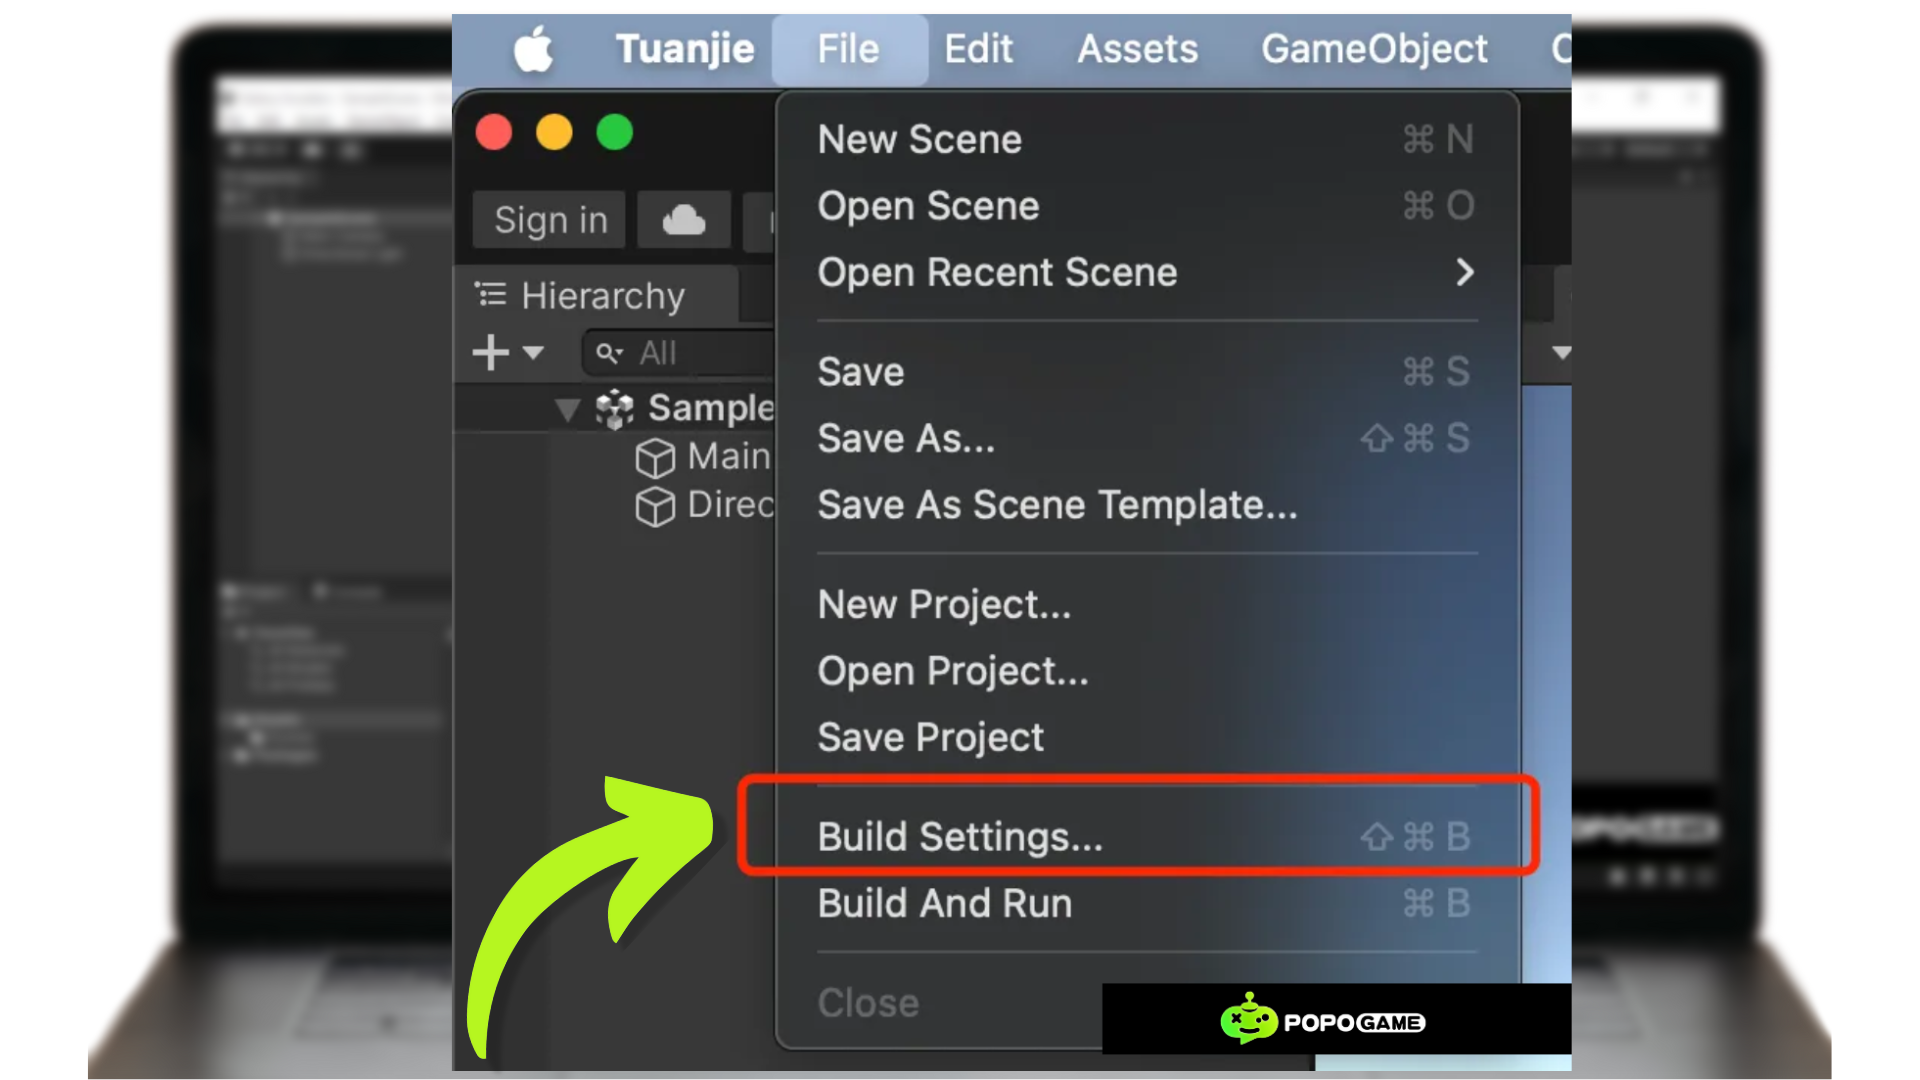 Tuanjie File Edit Assets GameObject C
New Scene ⌘ N
Sign in
Open Scene ⌘ O
Hierarchy
Open Recent Scene
All
Save ⌘ S
Sample
Save As... ⇧ ⌘ S
Main
Direc
Save As Scene Template...
New Project...
Open Project...
Save Project
Build Settings... ⇧ ⌘ B
Build And Run ⌘ B
Close
POPOGAME